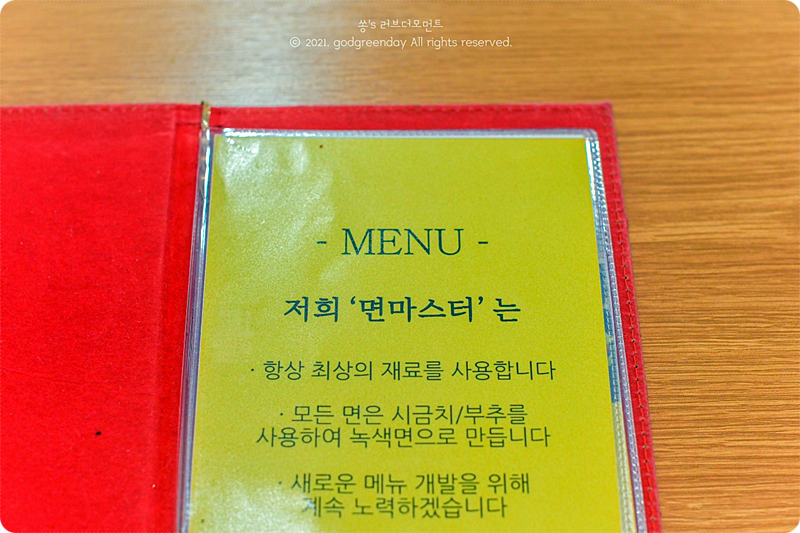 쏭's 러브더모먼트
© 2021. godgreenday All rights reserved.
- MENU -
저희 ‘면마스터’ 는
· 항상 최상의 재료를 사용합니다
· 모든 면은 시금치/부추를
사용하여 녹색면으로 만듭니다
· 새로운 메뉴 개발을 위해
계속 노력하겠습니다